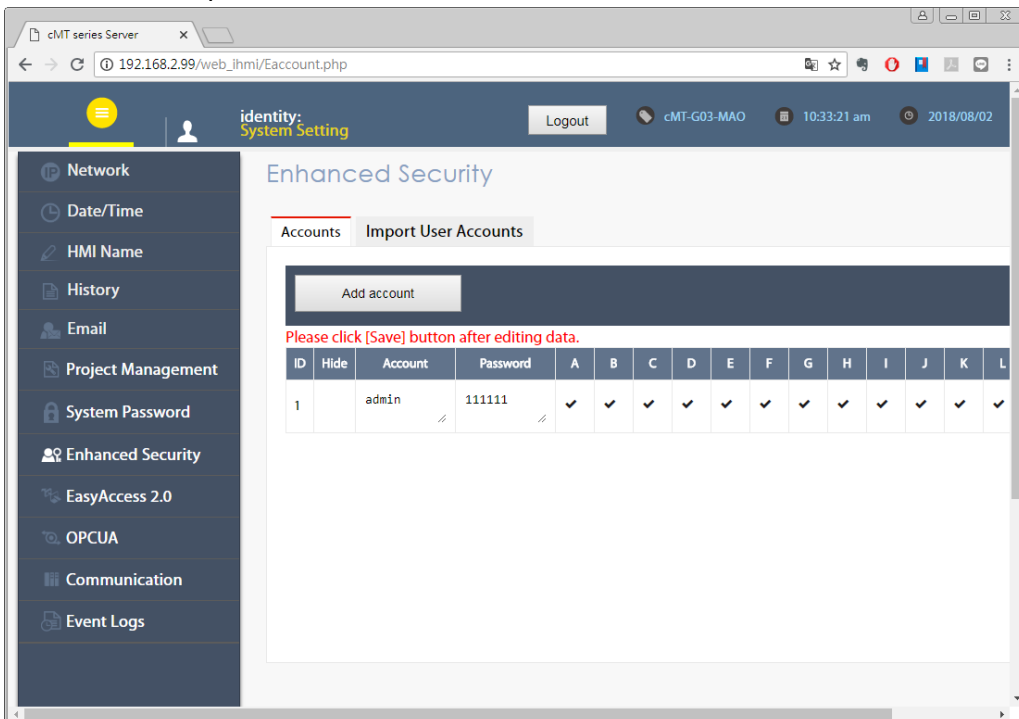 cMT series Server
192.168.2.99/web_ihmi/Eaccount.php
identity:
System Setting
Logout
cMT-G03-MAO
10:33:21 am
2018/08/02
Network
Date/Time
HMI Name
History
Email
Project Management
System Password
Enhanced Security
EasyAccess 2.0
OPCUA
Communication
Event Logs
Enhanced Security
Accounts Import User Accounts
Add account
Please click [Save] button after editing data.
ID Hide Account Password A B C D E F G H I J K L
1 admin 111111